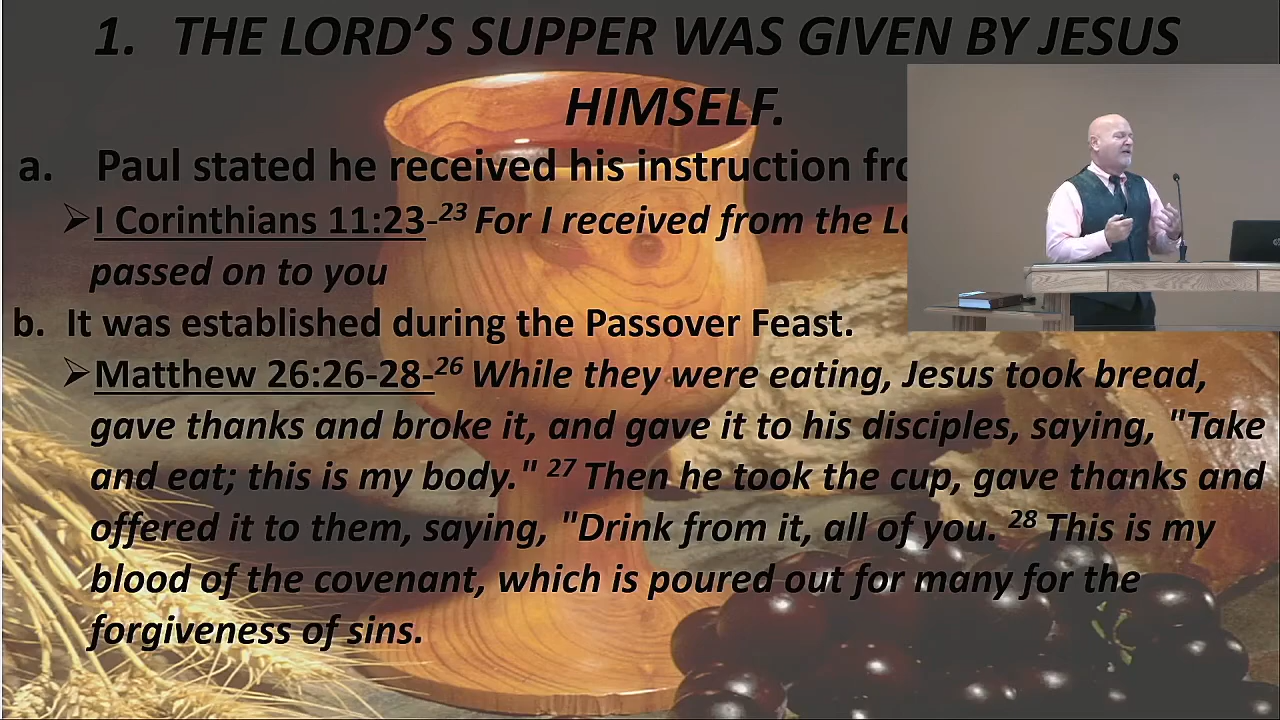 1. THE LORD’S SUPPER WAS GIVEN BY JESUS
HIMSELF.
a. Paul stated he received his instruction
➢I Corinthians 11:23-23 For I received from the
passed on to you
b. It was established during the Passover Feast.
➢Matthew 26:26-28-26 While they were eating, Jesus took bread,
gave thanks and broke it, and gave it to his disciples, saying, "Take
and eat; this is my body." 27 Then he took the cup, gave thanks and
offered it to them, saying, "Drink from it, all of you. 28 This is my
blood of the covenant, which is poured out for many for the
forgiveness of sins.